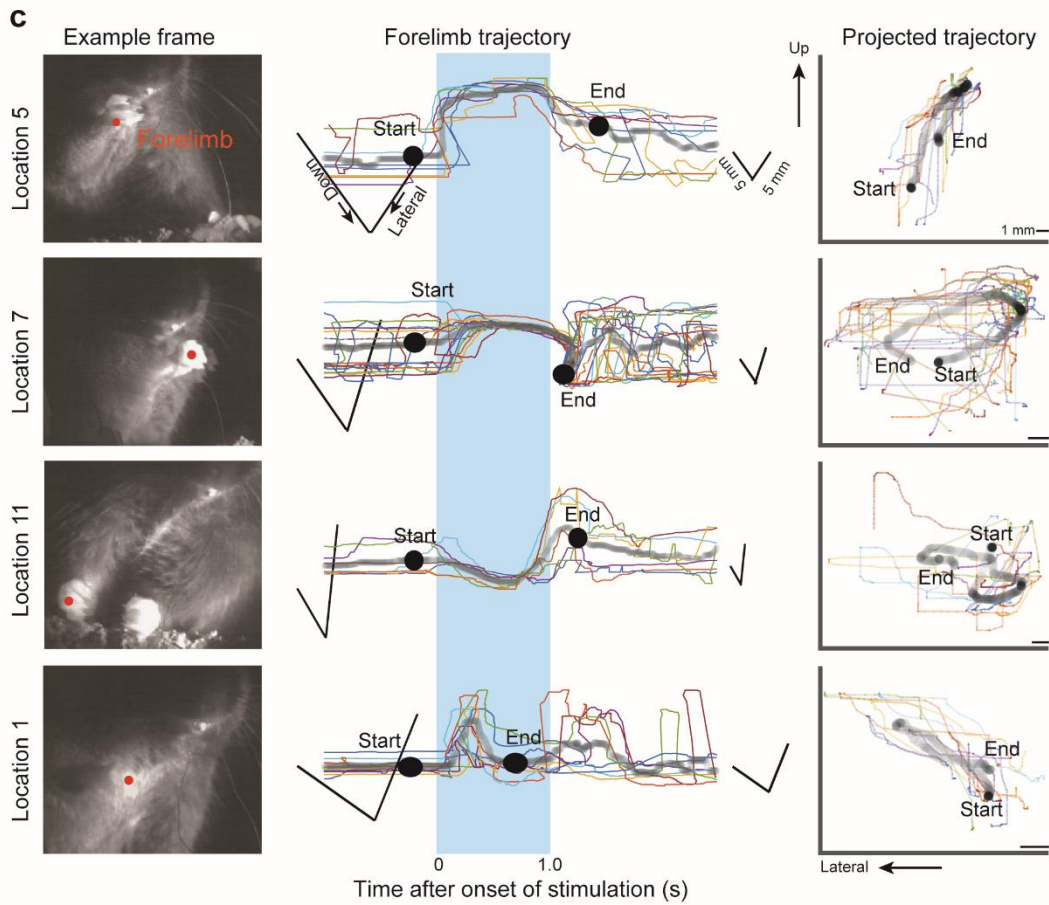 c
Example frame
Forelimb trajectory
Projected trajectory
Location 5
Forelimb
Start
End
Down
Lateral
5 mm
5 mm
Up
Start
End
1 mm
Location 7
Start
End
End
Start
Location 11
Start
End
Start
End
Location 1
Start
End
End
Start
0
1.0
Time after onset of stimulation (s)
Lateral